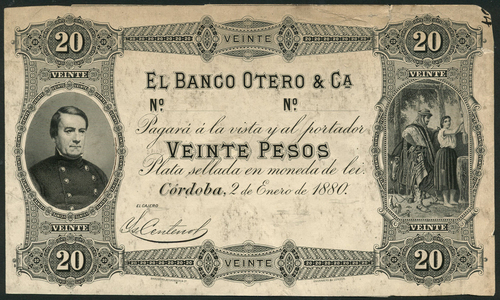 20 VEINTE 20
VEINTE VEINTE
EL BANCO OTERO & CA
No No
Pagará á la vista y al portador
VEINTE PESOS
Plata sellada en moneda de lei.
Córdoba, 2 de Enero de 1880.
EL CAJERO
VEINTE VEINTE
20 VEINTE 20